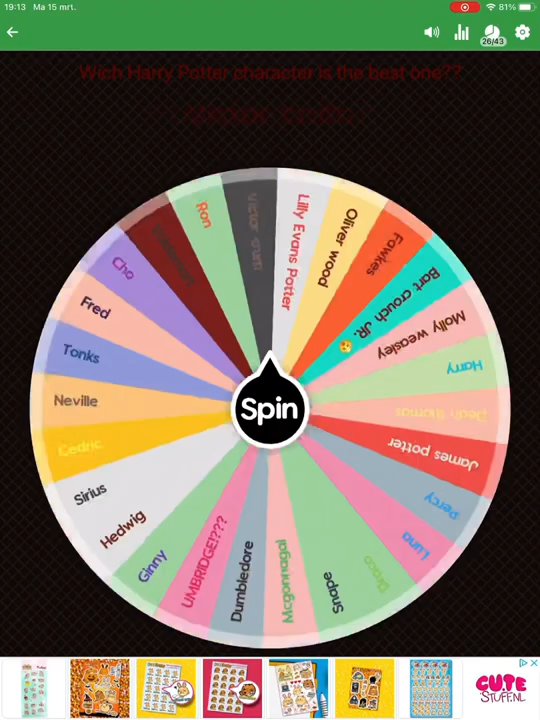 19:13 Ma 15 mrt. 81%
26/43
Wich Harry Potter character is the best one??
Lilly Evans Potter
Oliver wood
Fawkes
Bart crouch JR. 🤪
Molly weasley
Harry
Dean thomas
James potter
Percy
Luna
Draco
Snape
Mcgonnagal
Dumbledore
UMBRIDGE!???
Ginny
Hedwig
Sirius
Cedric
Neville
Tonks
Fred
Cho
Ron
Spin
CUTE
STUFF.NL